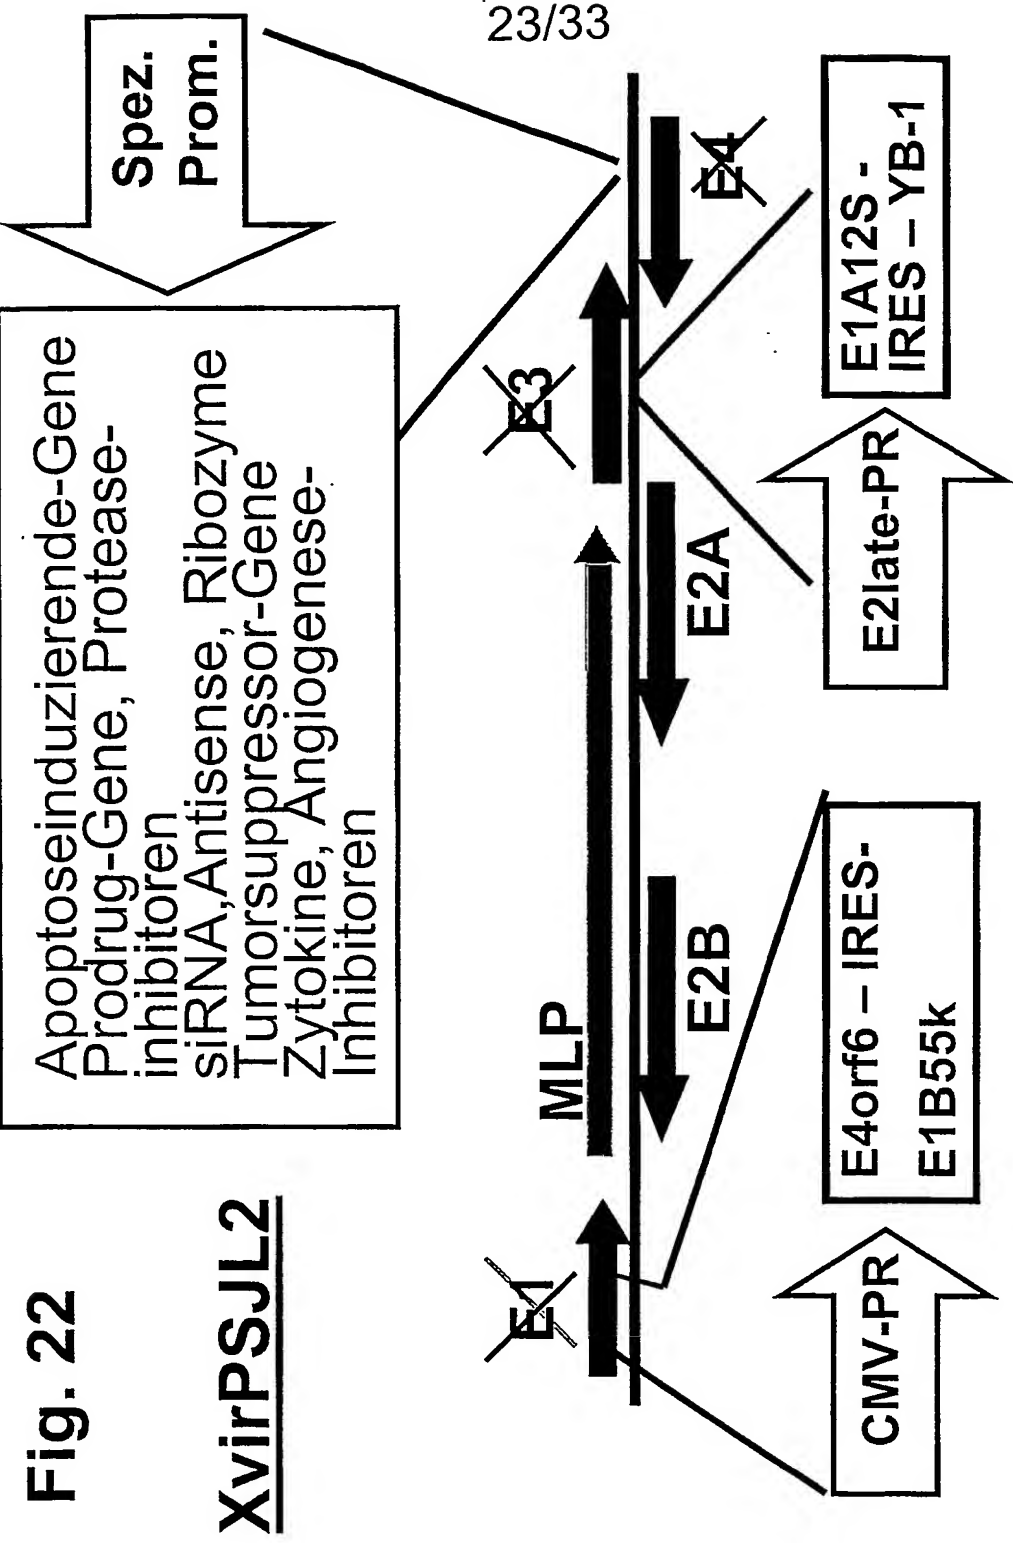 23/33
Fig. 22
XvirPSJL2
Apoptoseinduzierende-Gene
Prodrug-Gene, Protease-
inhibitoren
siRNA,Antisense, Ribozyme
Tumorsuppressor-Gene
Zytokine, Angiogenese-
Inhibitoren
Spez.
Prom.
E1
MLP
E3
E2B
E2A
E4
CMV-PR
E4orf6 – IRES-
E1B55k
E2late-PR
E1A12S -
IRES – YB-1